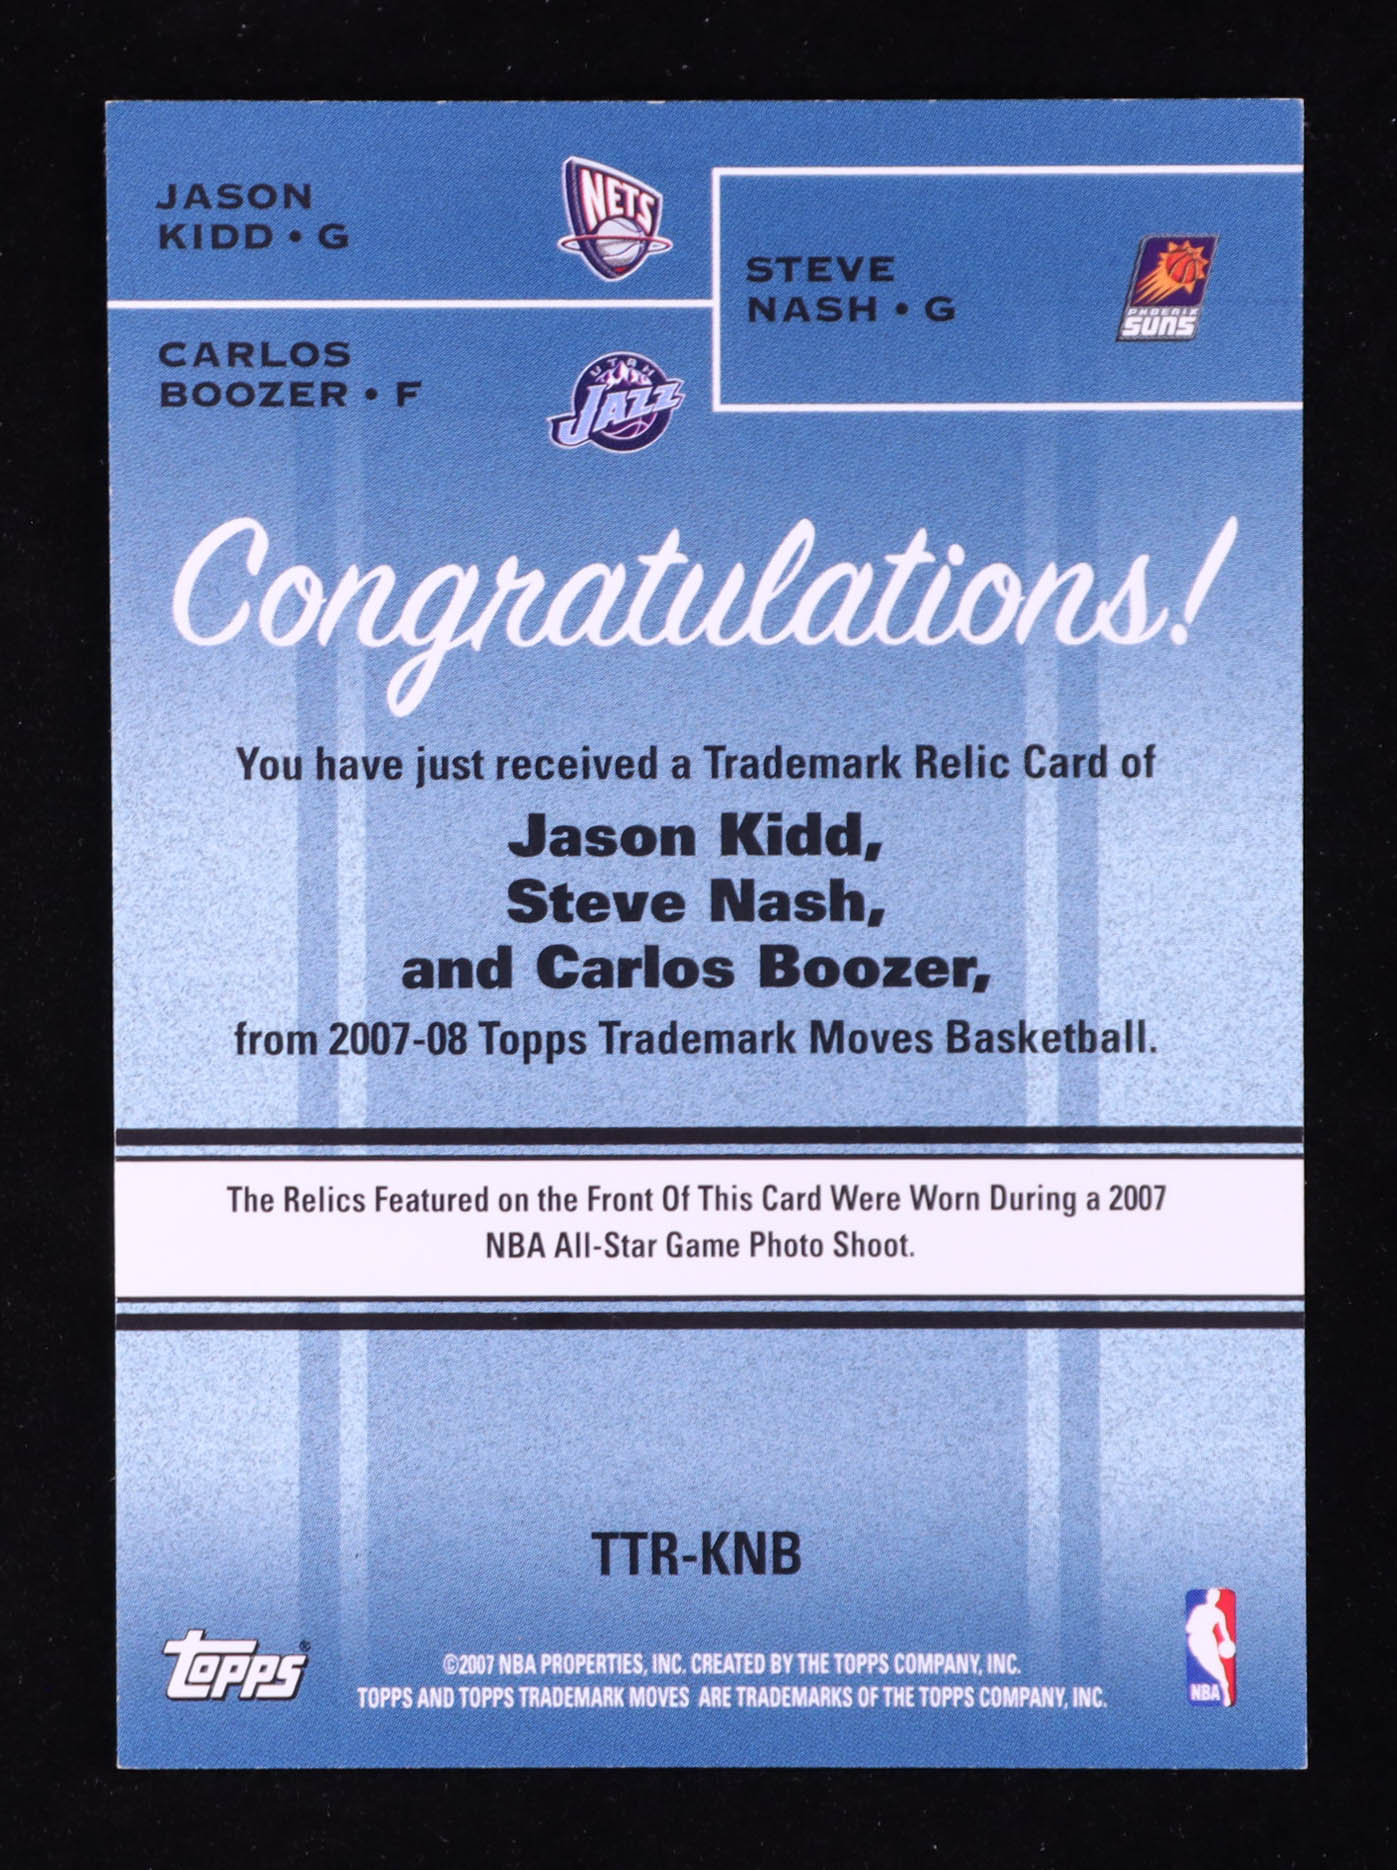 JASON
KIDD • G
NETS
STEVE
NASH • G
PHOENIX
SUNS
CARLOS
BOOZER • F
UTAH
JAZZ
Congratulations!
You have just received a Trademark Relic Card of
Jason Kidd,
Steve Nash,
and Carlos Boozer,
from 2007-08 Topps Trademark Moves Basketball.
The Relics Featured on the Front Of This Card Were Worn During a 2007
NBA All-Star Game Photo Shoot.
TTR-KNB
TOPPS®
©2007 NBA PROPERTIES, INC. CREATED BY THE TOPPS COMPANY, INC.
TOPPS AND TOPPS TRADEMARK MOVES ARE TRADEMARKS OF THE TOPPS COMPANY, INC.
NBA